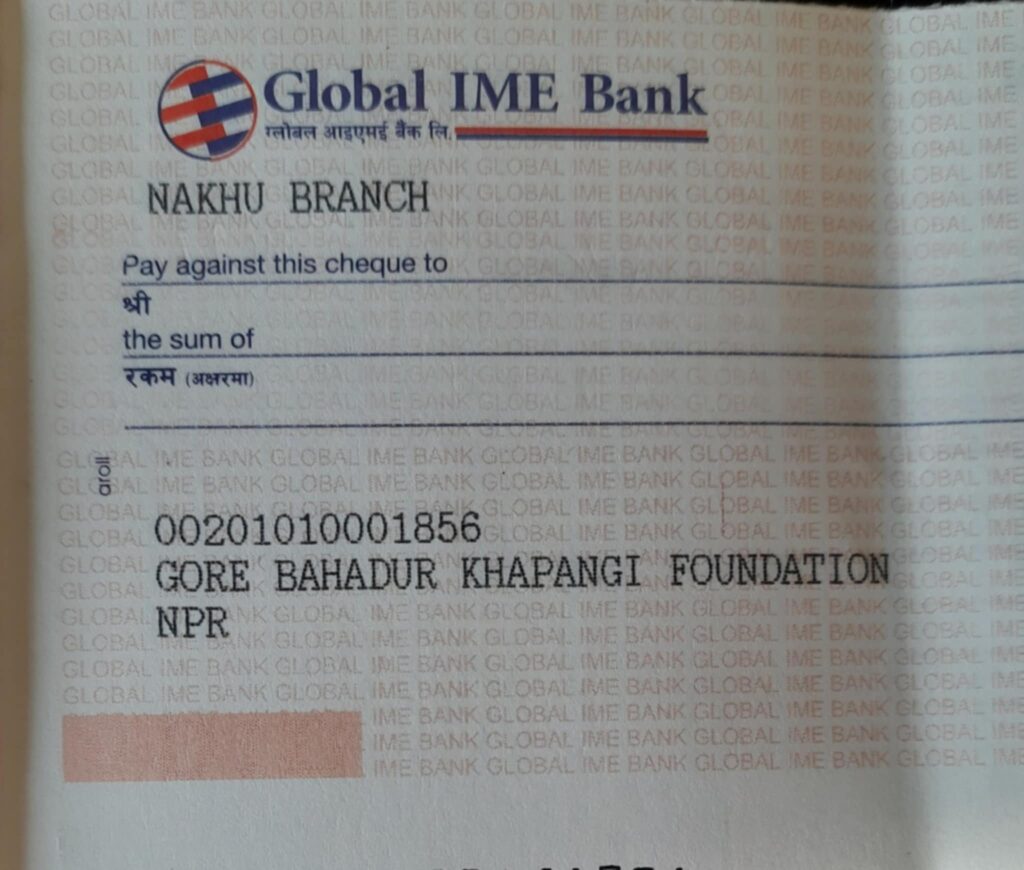 Global IME Bank
ग्लोबल आइएमई बैंक लि.
NAKHU BRANCH
Pay against this cheque to
श्री
the sum of
रकम (अक्षरमा)
00201010001856
GORE BAHADUR KHAPANGI FOUNDATION
NPR